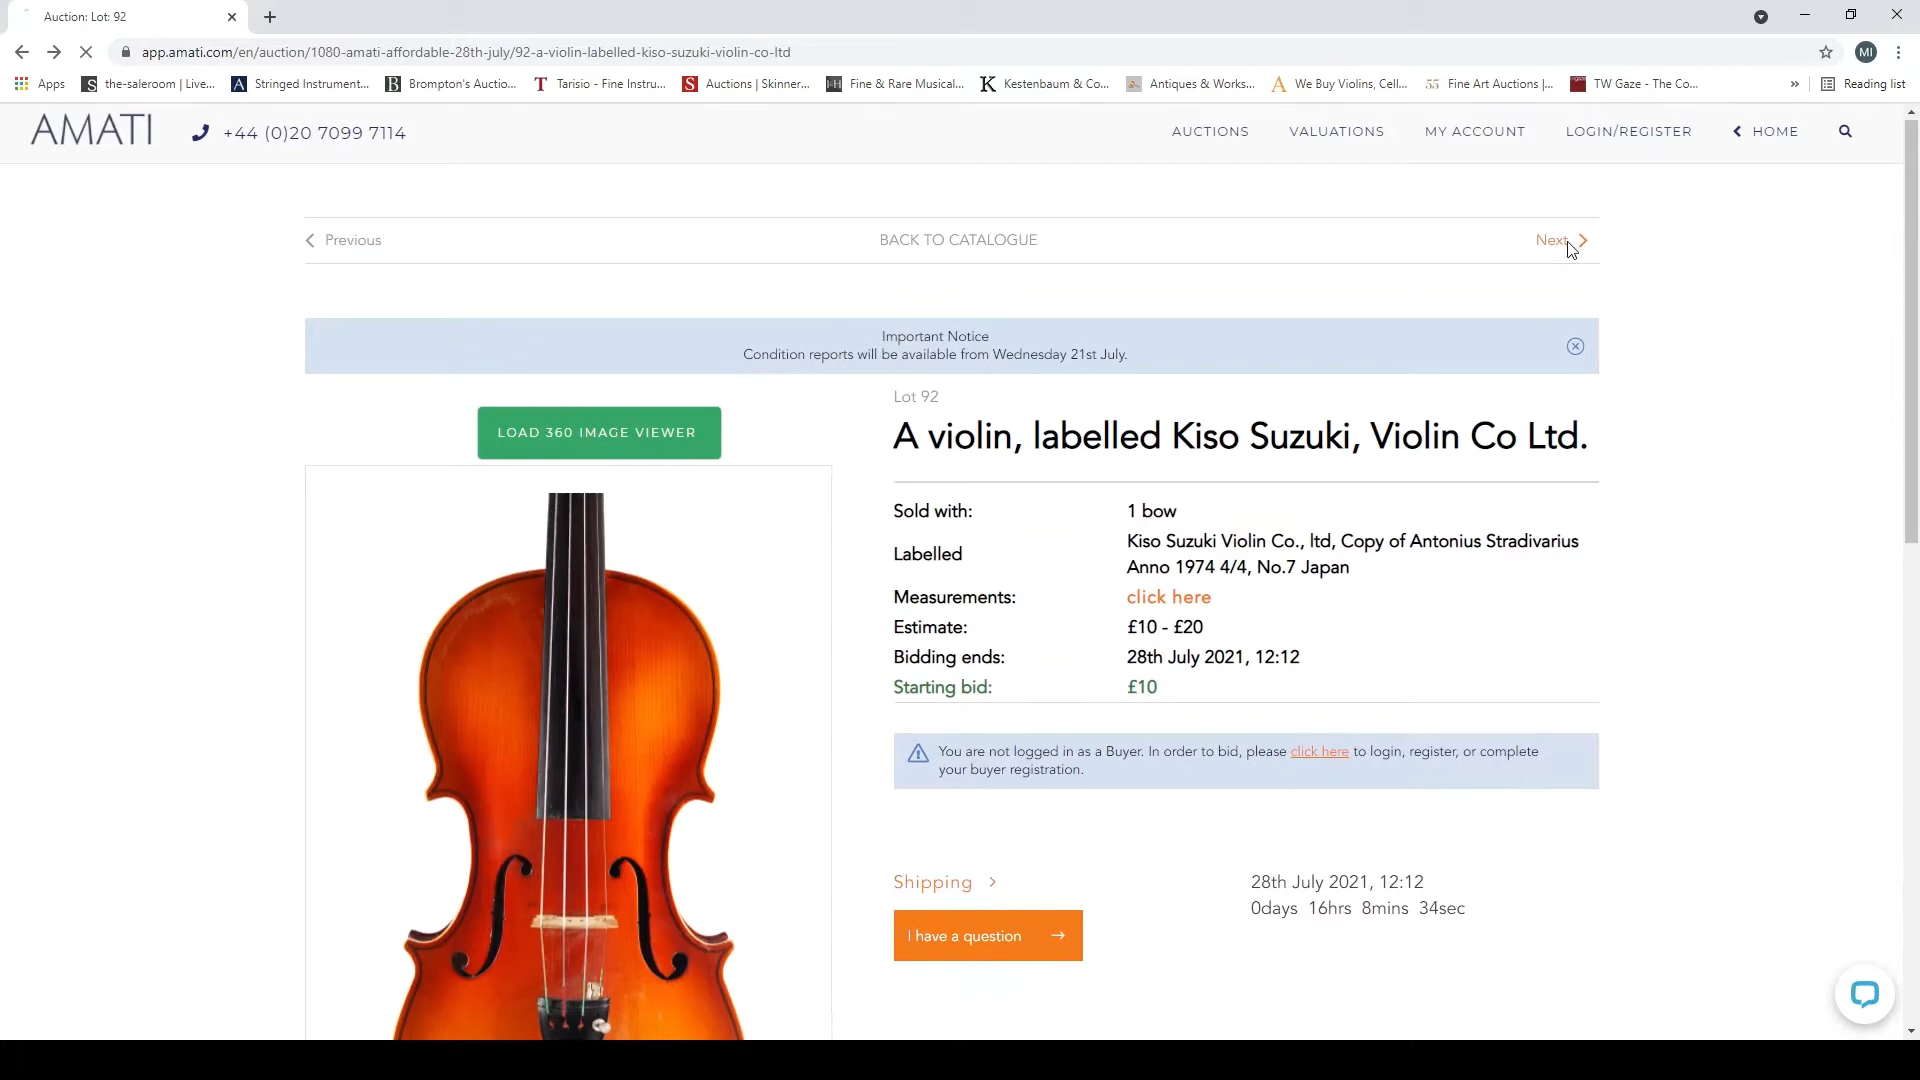 Auction: Lot: 92
app.amati.com/en/auction/1080-amati-affordable-28th-july/92-a-violin-labelled-kiso-suzuki-violin-co-ltd
MI
Apps the-saleroom | Live... Stringed Instrument... Brompton's Auctio... Tarisio - Fine Instru... Auctions | Skinner... Fine & Rare Musical... Kestenbaum & Co... Antiques & Works... We Buy Violins, Cell... Fine Art Auctions |... TW Gaze - The Co... » Reading list
AMATI +44 (0)20 7099 7114 AUCTIONS VALUATIONS MY ACCOUNT LOGIN/REGISTER HOME
Previous BACK TO CATALOGUE Next
Important Notice
Condition reports will be available from Wednesday 21st July.
LOAD 360 IMAGE VIEWER
Lot 92
A violin, labelled Kiso Suzuki, Violin Co Ltd.
Sold with: 1 bow
Labelled Kiso Suzuki Violin Co., ltd, Copy of Antonius Stradivarius
Anno 1974 4/4, No.7 Japan
Measurements: click here
Estimate: £10 - £20
Bidding ends: 28th July 2021, 12:12
Starting bid: £10
You are not logged in as a Buyer. In order to bid, please click here to login, register, or complete
your buyer registration.
Shipping 28th July 2021, 12:12
0days 16hrs 8mins 34sec
I have a question